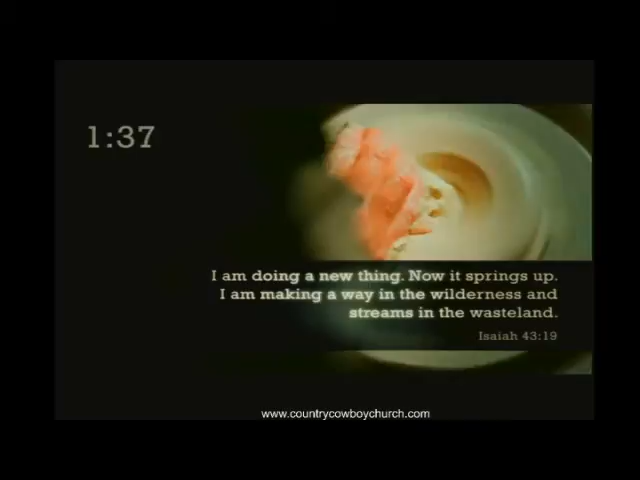 1:37
I am doing a new thing. Now it springs up.
I am making a way in the wilderness and
streams in the wasteland.
Isaiah 43:19
www.countrycowboychurch.com